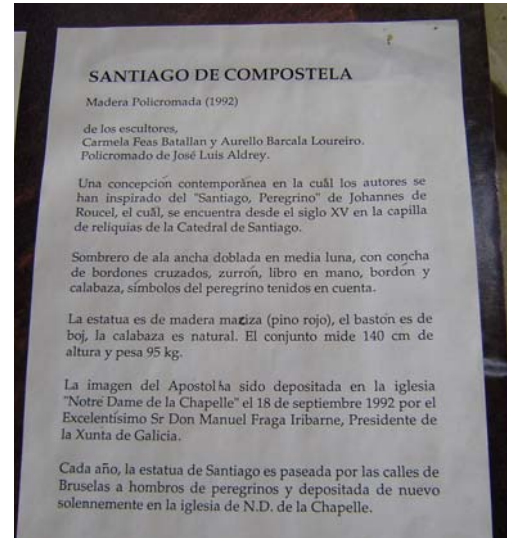 SANTIAGO DE COMPOSTELA
Madera Policromada (1992)
de los escultores,
Carmela Feas Batallan y Aurello Barcala Loureiro.
Policromado de José Luis Aldrey.
Una concepción contemporánea en la cuál los autores se
han inspirado del "Santiago, Peregrino" de Johannes de
Roucel, el cuál, se encuentra desde el siglo XV en la capilla
de reliquias de la Catedral de Santiago.
Sombrero de ala ancha doblada en media luna, con concha
de bordones cruzados, zurrón, libro en mano, bordón y
calabaza, símbolos del peregrino tenidos en cuenta.
La estatua es de madera maciza (pino rojo), el bastón es de
boj, la calabaza es natural. El conjunto mide 140 cm de
altura y pesa 95 kg.
La imagen del Apostol ha sido depositada en la iglesia
"Notre Dame de la Chapelle" el 18 de septiembre 1992 por el
Excelentísimo Sr Don Manuel Fraga Iribarne, Presidente de
la Xunta de Galicia.
Cada año, la estatua de Santiago es paseada por las calles de
Bruselas a hombros de peregrinos y depositada de nuevo
solennemente en la iglesia de N.D. de la Chapelle.